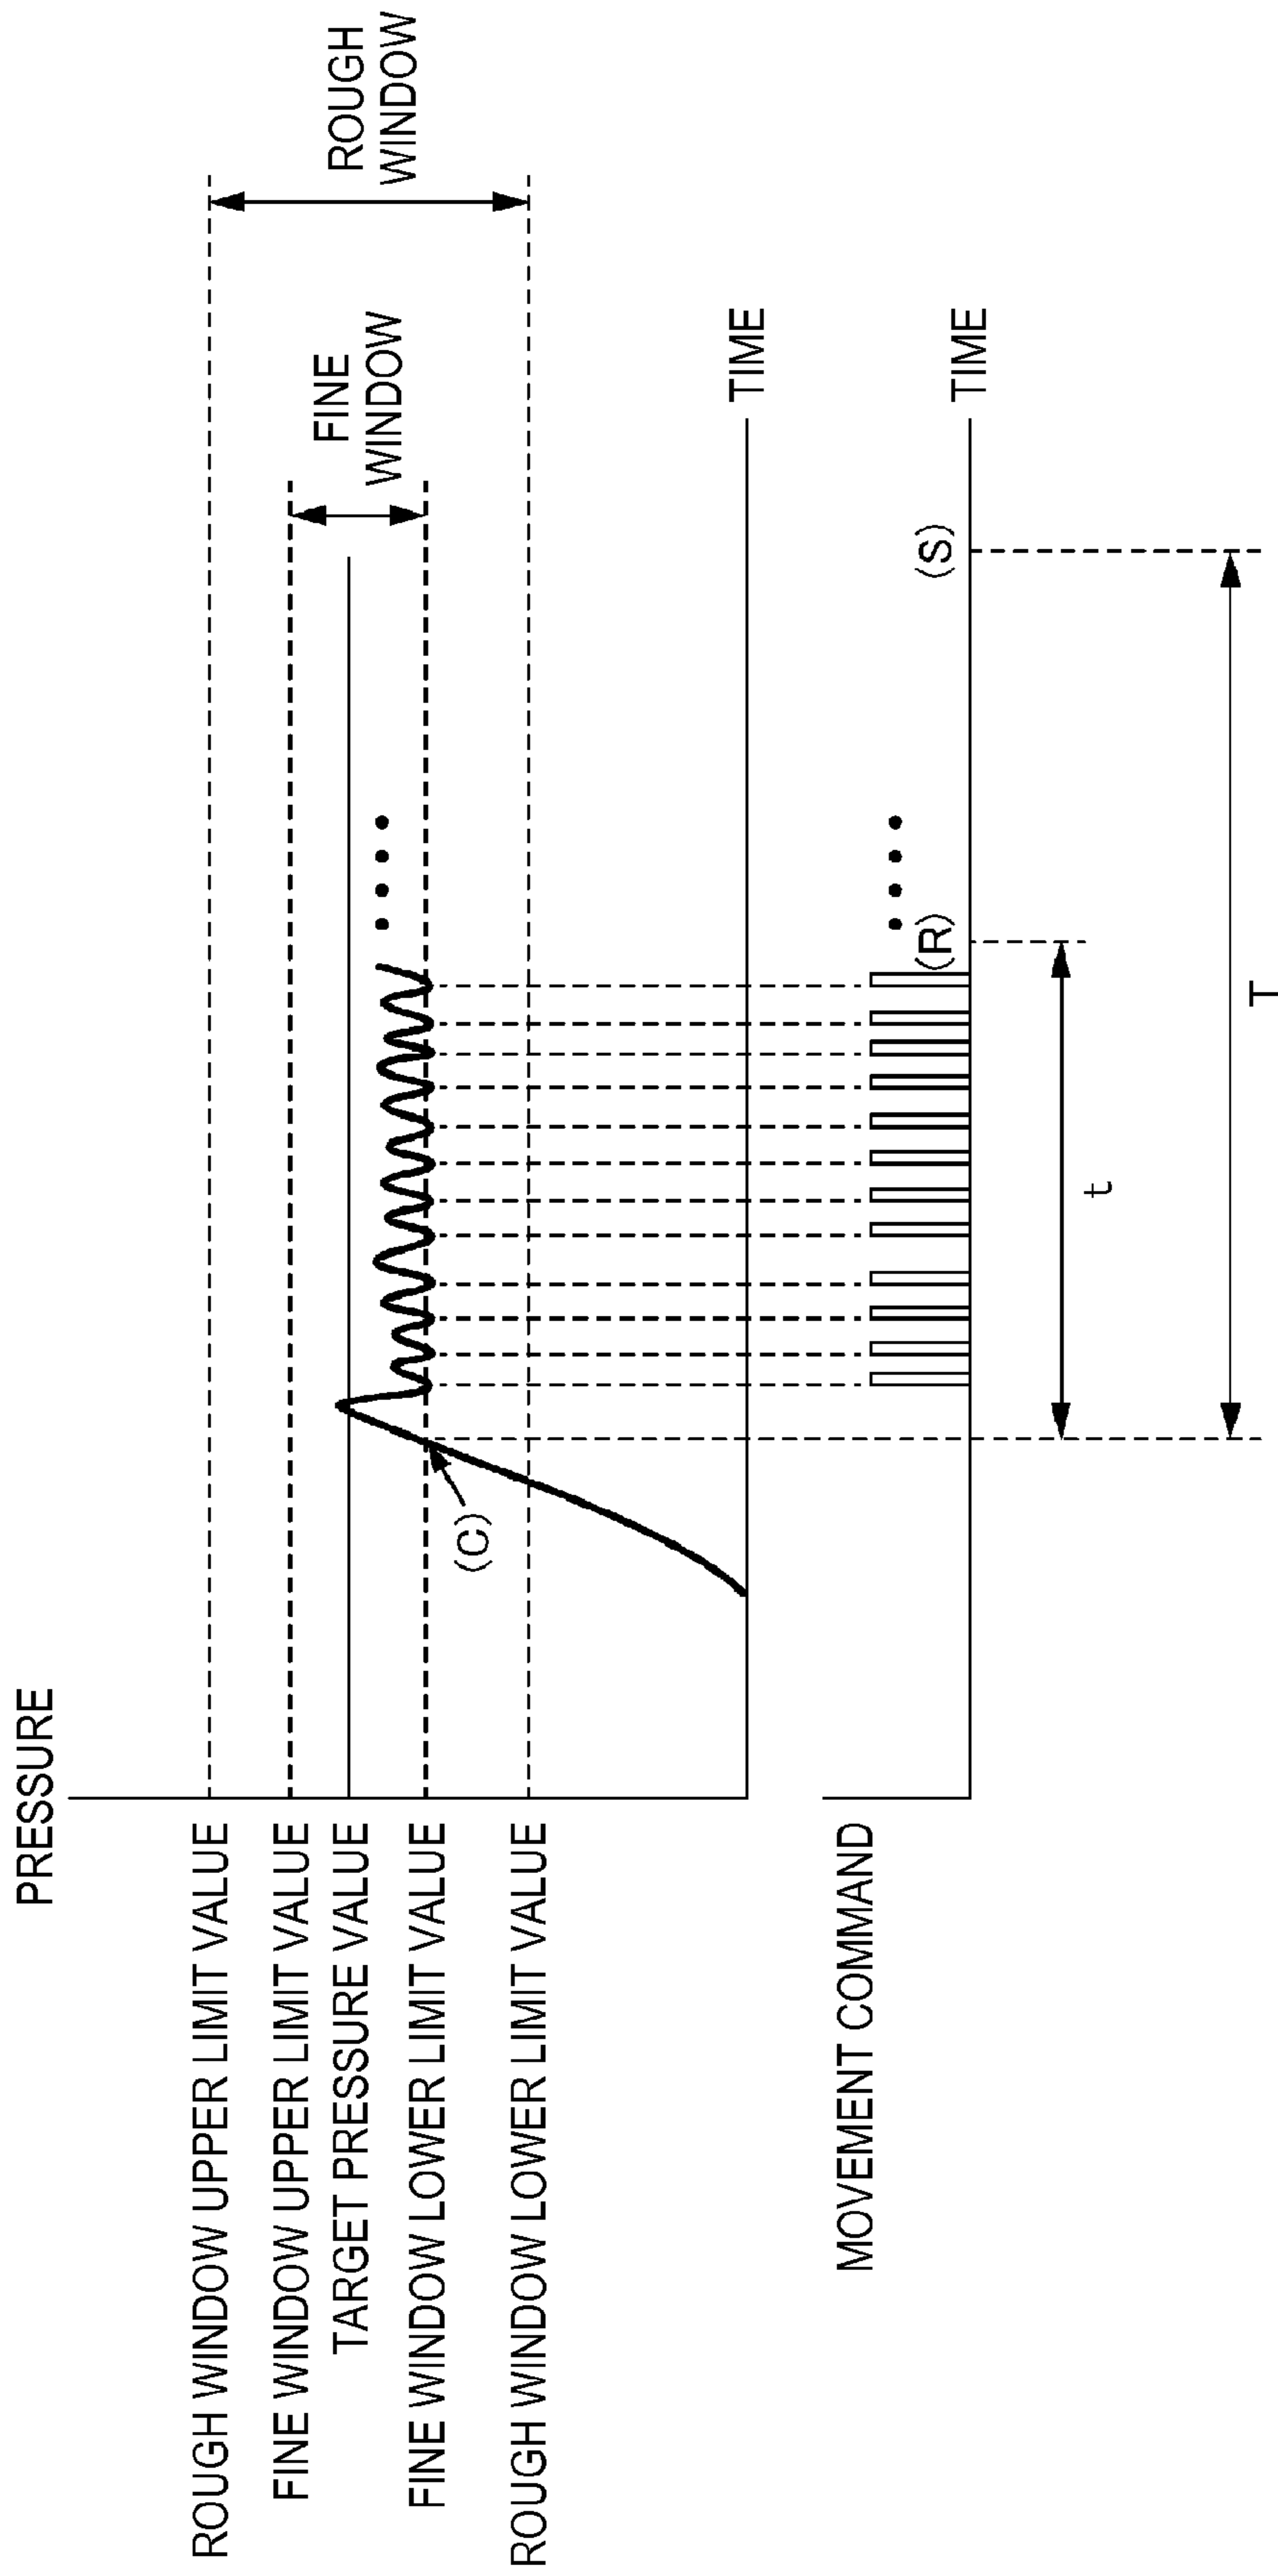 PRESSURE
ROUGH WINDOW UPPER LIMIT VALUE
FINE WINDOW UPPER LIMIT VALUE
TARGET PRESSURE VALUE
FINE WINDOW LOWER LIMIT VALUE
ROUGH WINDOW LOWER LIMIT VALUE
(C)
FINE
WINDOW
ROUGH
WINDOW
TIME
MOVEMENT COMMAND
(R)
(S)
TIME
t
T